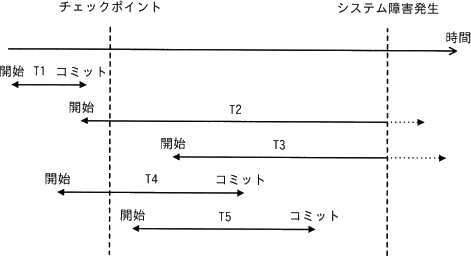 チェックポイント
システム障害発生
時間
開始 T1 コミット
開始 T2
開始 T3
開始 T4 コミット
開始 T5 コミット